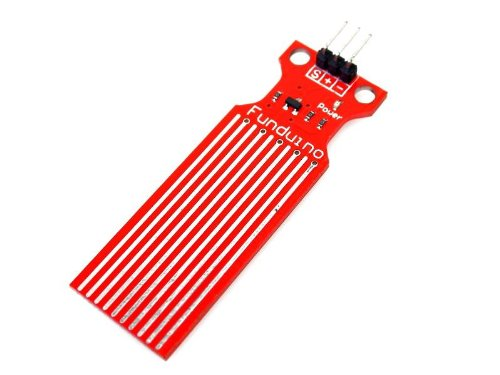 S + -
Power
Funduino